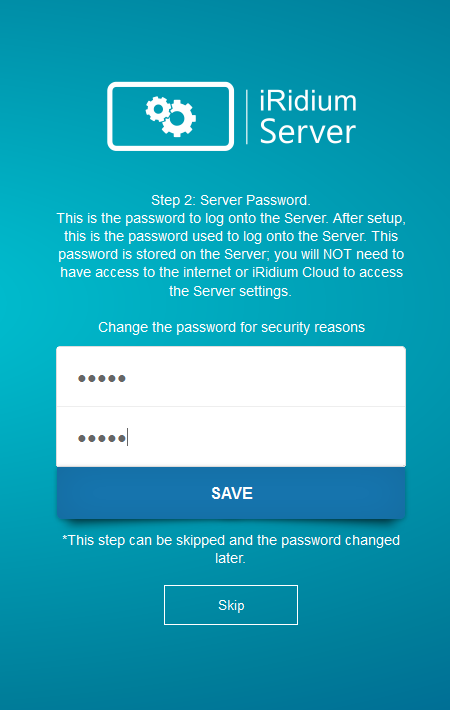 iRidium
Server
Step 2: Server Password.
This is the password to log onto the Server. After setup,
this is the password used to log onto the Server. This
password is stored on the Server; you will NOT need to
have access to the internet or iRidium Cloud to access
the Server settings.
Change the password for security reasons
●●●●●
●●●●●
SAVE
*This step can be skipped and the password changed
later.
Skip